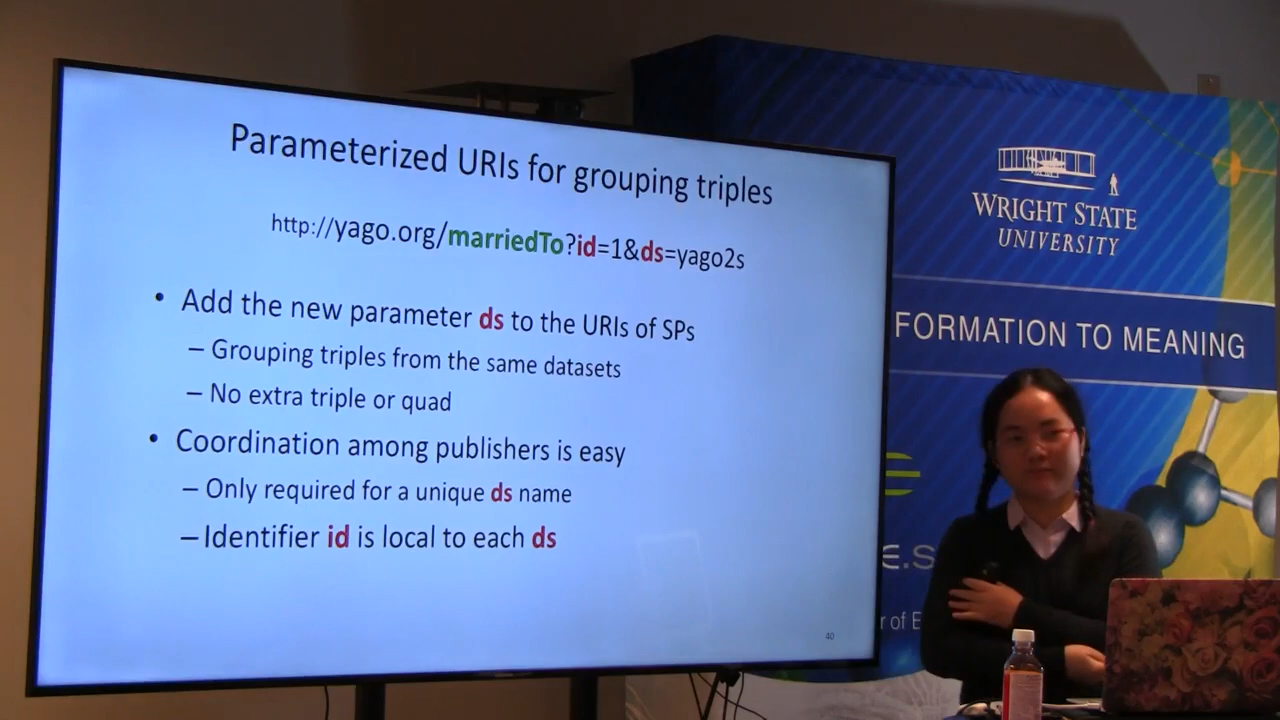 Parameterized URIs for grouping triples
http://yago.org/marriedTo?id=1&ds=yago2s
• Add the new parameter ds to the URIs of SPs
– Grouping triples from the same datasets
– No extra triple or quad
• Coordination among publishers is easy
– Only required for a unique ds name
– Identifier id is local to each ds
40
WRIGHT STATE
UNIVERSITY
FORMATION TO MEANING
E.S
r of E